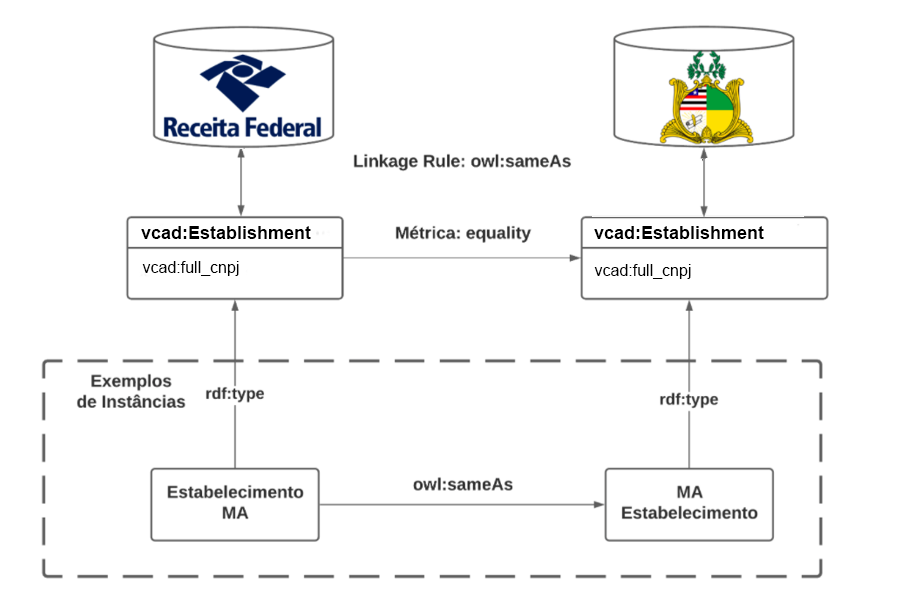 Receita Federal
Linkage Rule: owl:sameAs
vcad:Establishment
Métrica: equality
vcad:Establishment
vcad:full_cnpj
vcad:full_cnpj
Exemplos
de Instâncias
rdf:type
rdf:type
Estabelecimento
MA
owl:sameAs
MA
Estabelecimento